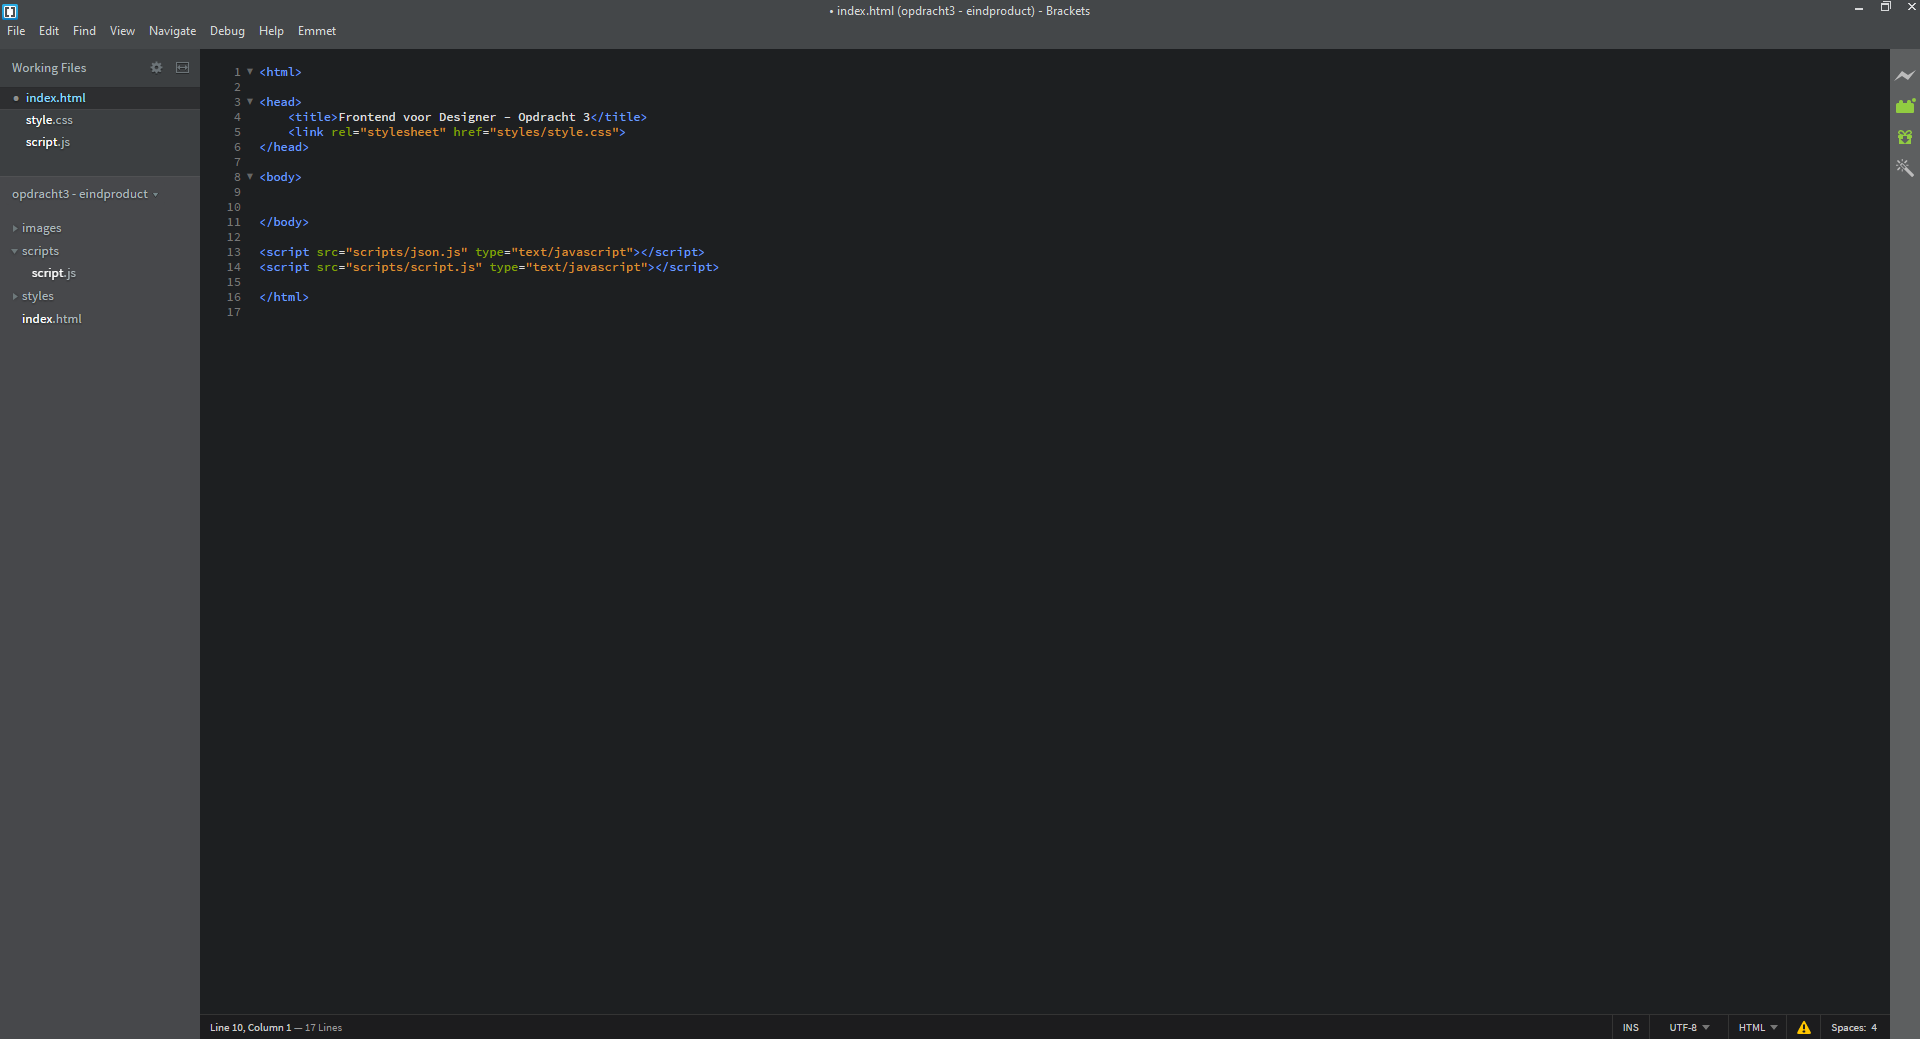 • index.html (opdracht3 - eindproduct) - Brackets
File Edit Find View Navigate Debug Help Emmet
Working Files
index.html
style.css
script.js
opdracht3 - eindproduct
images
scripts
script.js
styles
index.html
1 <html>
2
3 <head>
4     <title>Frontend voor Designer - Opdracht 3</title>
5     <link rel="stylesheet" href="styles/style.css">
6 </head>
7
8 <body>
9
10
11 </body>
12
13 <script src="scripts/json.js" type="text/javascript"></script>
14 <script src="scripts/script.js" type="text/javascript"></script>
15
16 </html>
17
Line 10, Column 1 — 17 Lines
INS UTF-8 HTML Spaces: 4